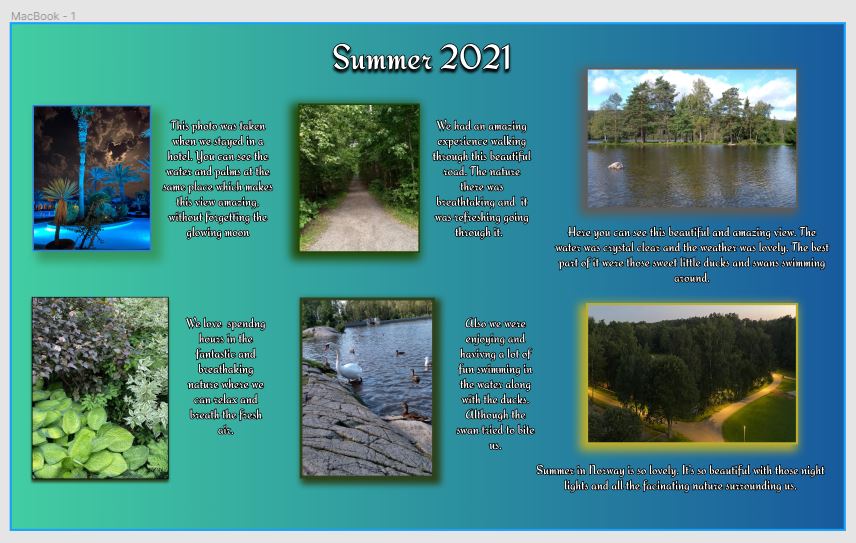 MacBook - 1
Summer 2021
This photo was taken
when we stayed in a
hotel. You can see the
water and palms at the
same place which makes
this view amazing.
without forgetting the
glowing moon
We had an amazing
experience walking
through this beautiful
road. The nature
there was
breathtaking and it
was refreshing going
through it.
Here you can see this beautiful and amazing view. The
water was crystal clear and the weather was lovely. The best
part of it were those sweet little ducks and swans swimming
around.
We love spendng
hours in the
fantastic and
breathaking
nature where we
can relax and
breath the fresh
air.
Also we were
enjoying and
havivng a lot of
fun swimming in
the water along
with the ducks.
Although the
swan tried to bite
us.
Summer in Norway is so lovely. It's so beautiful with those night
lights and all the facinating nature surrounding us.